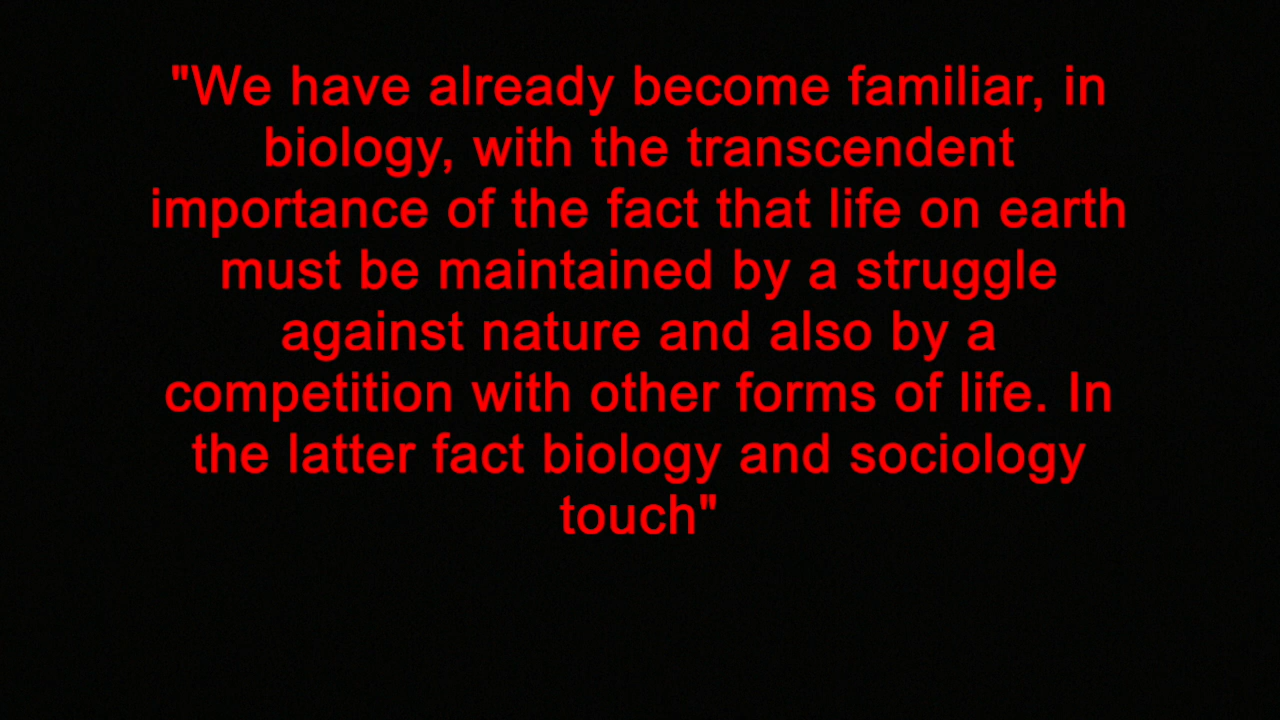 "We have already become familiar, in
biology, with the transcendent
importance of the fact that life on earth
must be maintained by a struggle
against nature and also by a
competition with other forms of life. In
the latter fact biology and sociology
touch"